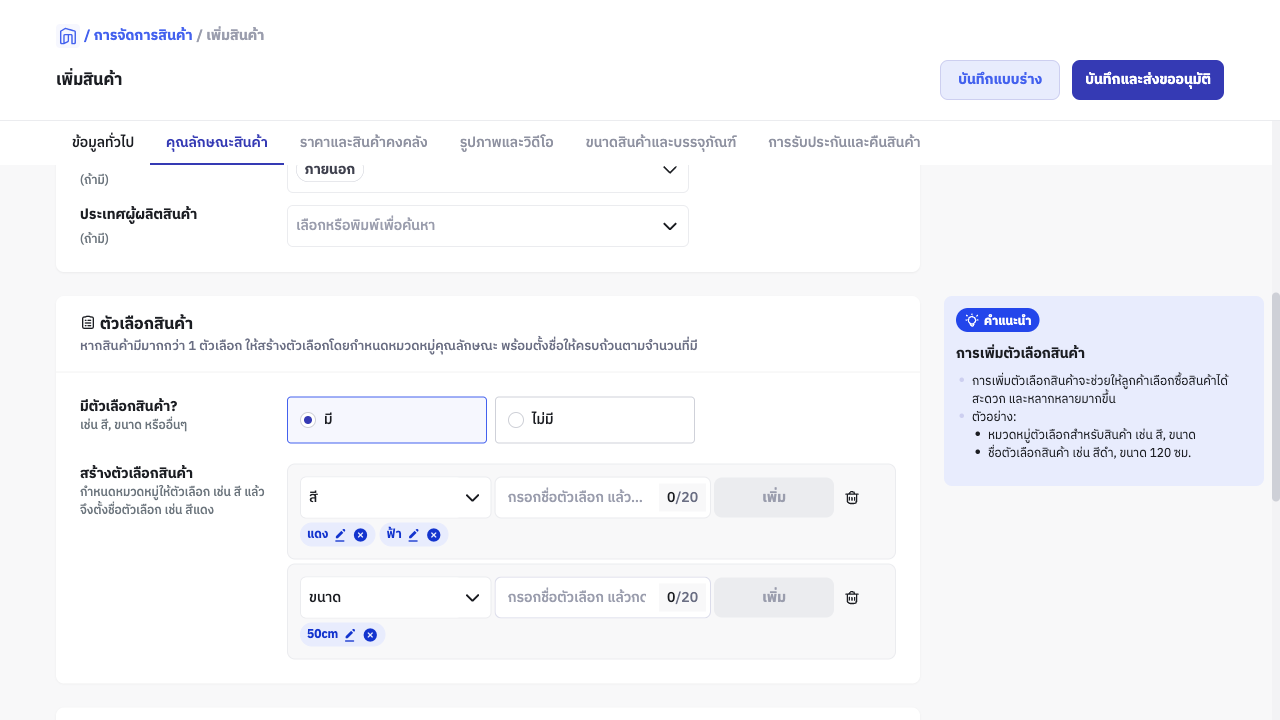 / การจัดการสินค้า / เพิ่มสินค้า
เพิ่มสินค้า
บันทึกแบบร่าง
บันทึกและส่งขออนุมัติ
ข้อมูลทั่วไป
คุณลักษณะสินค้า
ราคาและสินค้าคงคลัง
รูปภาพและวิดีโอ
ขนาดสินค้าและบรรจุภัณฑ์
การรับประกันและคืนสินค้า
(ถ้ามี)
ภายนอก
ประเทศผู้ผลิตสินค้า
(ถ้ามี)
เลือกหรือพิมพ์เพื่อค้นหา
ตัวเลือกสินค้า
หากสินค้ามีมากกว่า 1 ตัวเลือก ให้สร้างตัวเลือกโดยกำหนดหมวดหมู่คุณลักษณะ พร้อมตั้งชื่อให้ครบถ้วนตามจำนวนที่มี
มีตัวเลือกสินค้า?
เช่น สี, ขนาด หรืออื่นๆ
มี
ไม่มี
สร้างตัวเลือกสินค้า
กำหนดหมวดหมู่ให้ตัวเลือก เช่น สี แล้ว
จึงตั้งชื่อตัวเลือก เช่น สีแดง
สี
กรอกชื่อตัวเลือก แล้ว...
0/20
เพิ่ม
แดง
ฟ้า
ขนาด
กรอกชื่อตัวเลือก แล้วกด
0/20
เพิ่ม
50cm
คำแนะนำ
การเพิ่มตัวเลือกสินค้า
การเพิ่มตัวเลือกสินค้าจะช่วยให้ลูกค้าเลือกซื้อสินค้าได้
สะดวก และหลากหลายมากขึ้น
ตัวอย่าง:
หมวดหมู่ตัวเลือกสำหรับสินค้า เช่น สี, ขนาด
ชื่อตัวเลือกสินค้า เช่น สีดำ, ขนาด 120 ซม.